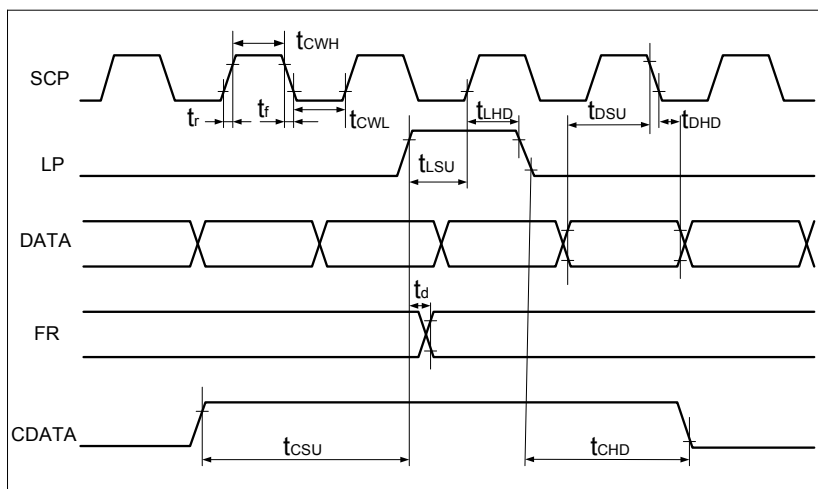 tCWH
SCP
tr
tf
tCWL
tLHD
tDSU
tDHD
LP
tLSU
DATA
td
FR
CDATA
tCSU
tCHD